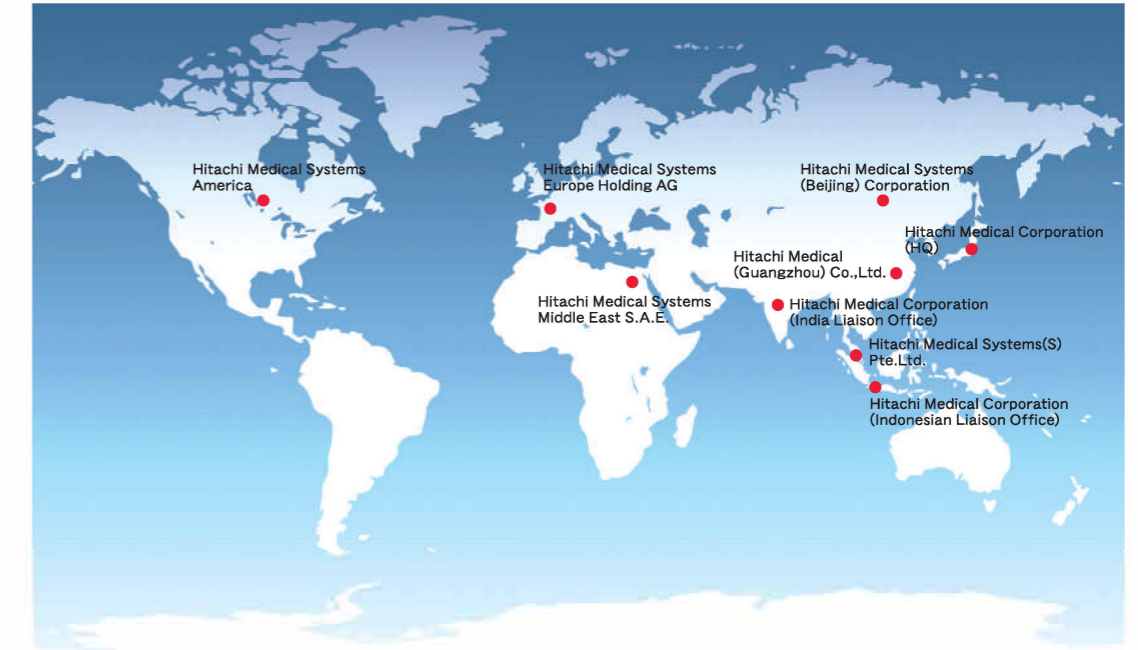 Hitachi Medical Systems
America
Hitachi Medical Systems
Europe Holding AG
Hitachi Medical Systems
(Beijing) Corporation
Hitachi Medical Corporation
(HQ)
Hitachi Medical
(Guangzhou) Co.,Ltd.
Hitachi Medical Systems
Middle East S.A.E.
Hitachi Medical Corporation
(India Liaison Office)
Hitachi Medical Systems(S)
Pte.Ltd.
Hitachi Medical Corporation
(Indonesian Liaison Office)